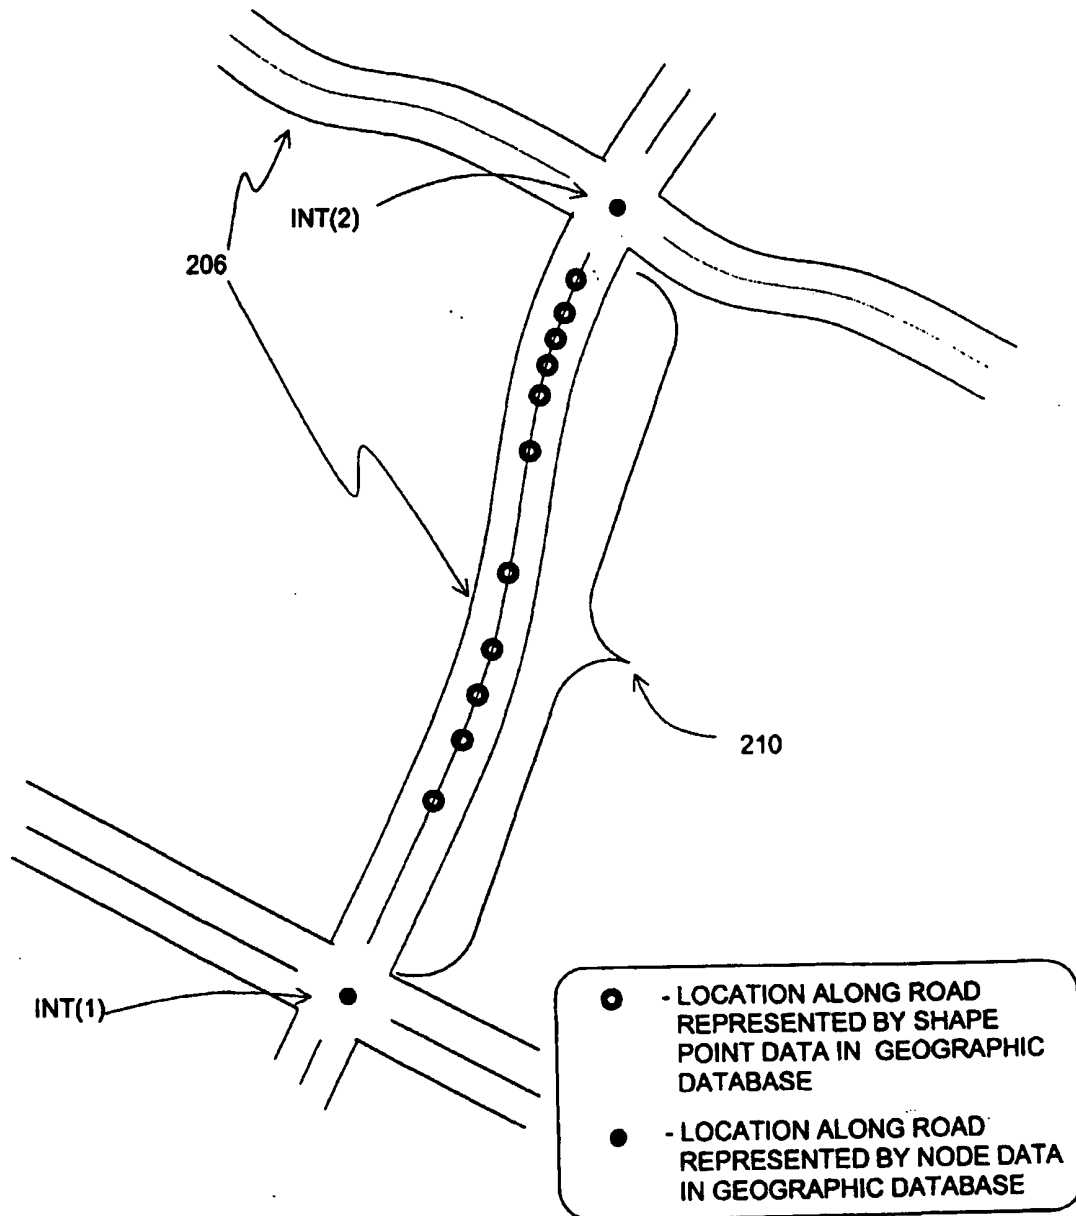 INT(2)
206
210
INT(1)
- LOCATION ALONG ROAD
REPRESENTED BY SHAPE
POINT DATA IN GEOGRAPHIC
DATABASE
- LOCATION ALONG ROAD
REPRESENTED BY NODE DATA
IN GEOGRAPHIC DATABASE